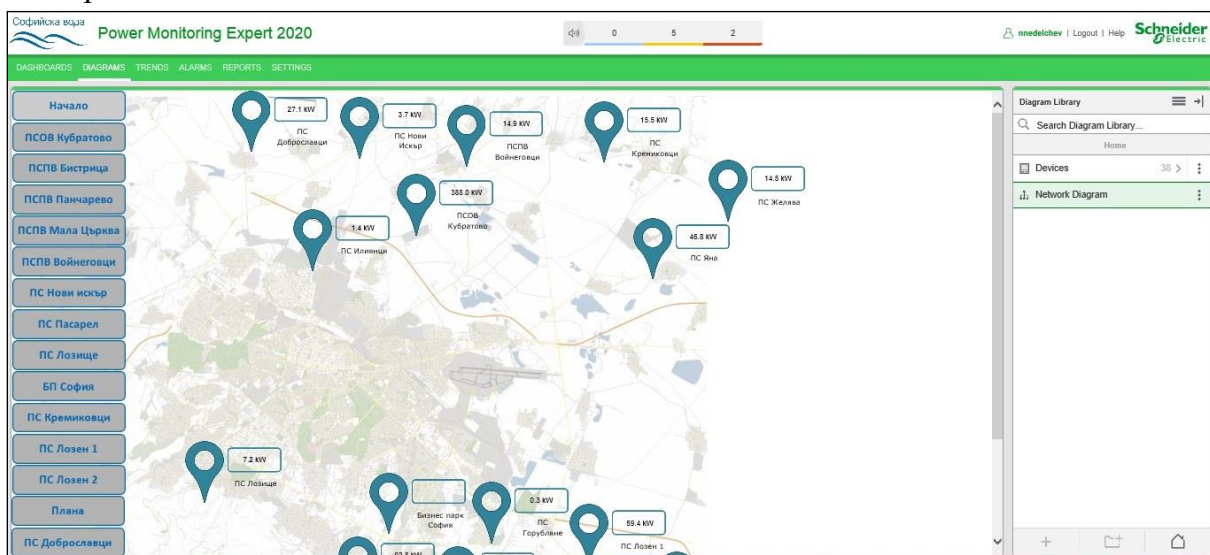 Софийска вода
Power Monitoring Expert 2020
0 5 2
nnedelchev | Logout | Help
Schneider
Electric
DASHBOARDS DIAGRAMS TRENDS ALARMS REPORTS SETTINGS
Начало
ПСОВ Кубратово
ПСПВ Бистрица
ПСПВ Панчарево
ПСПВ Мала Църква
ПСПВ Войнеговци
ПС Нови искър
ПС Пасарел
ПС Лозище
БП София
ПС Кремиковци
ПС Лозен 1
ПС Лозен 2
Плана
ПС Доброславци
27.1 kW
ПС
Доброславци
3.7 kW
ПС Нови
Искър
14.9 kW
ПСПВ
Войнеговци
15.5 kW
ПС
Кремиковци
14.5 kW
ПС Желява
388.0 kW
ПСОВ
Кубратово
1.4 kW
ПС Илиянци
ПС Яна
7.2 kW
ПС Лозище
Бизнес парк
София
0.3 kW
ПС
Горубляне
59.4 kW
ПС Лозен 1
Diagram Library
Search Diagram Library...
Home
Devices 38
Network Diagram